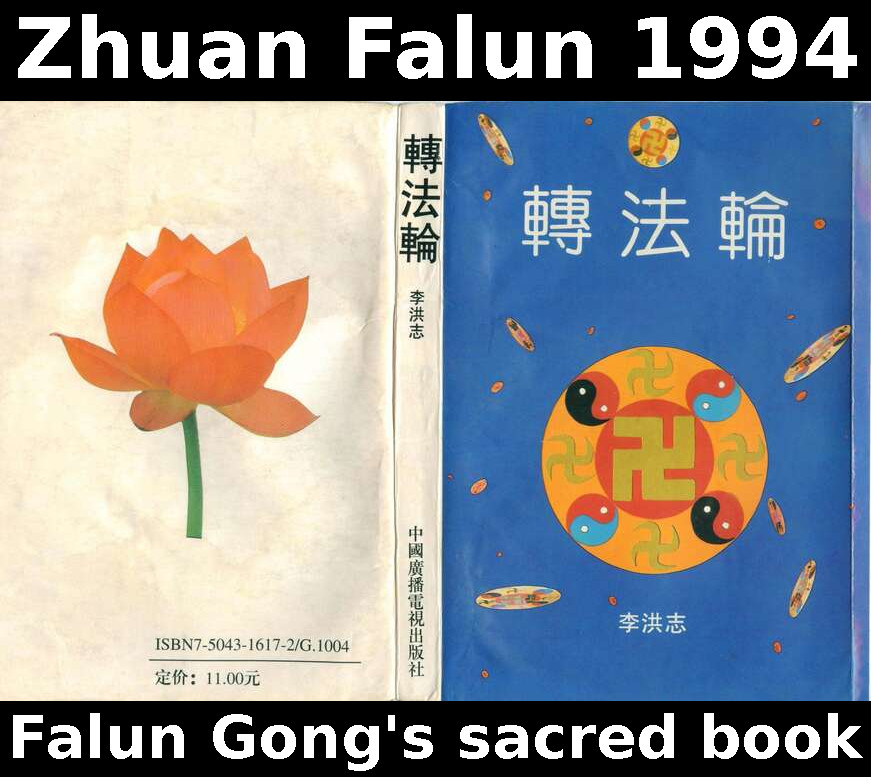 Zhuan Falun 1994
轉法輪
李洪志
中國廣播電視出版社
ISBN7-5043-1617-2/G.1004
定价：11.00元
轉法輪
李洪志
Falun Gong's sacred book